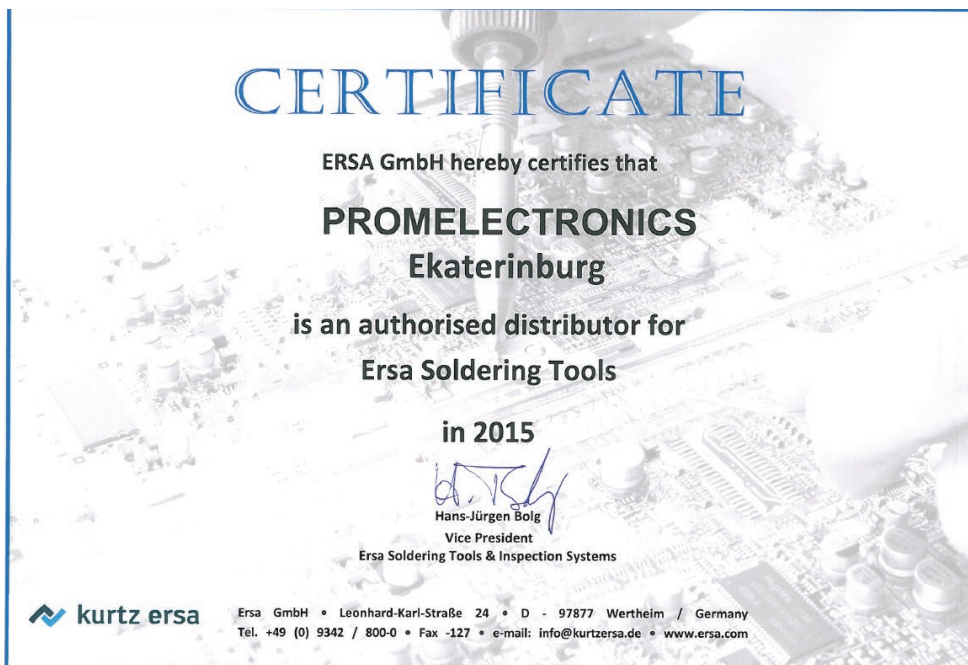 CERTIFICATE
ERSA GmbH hereby certifies that
PROMELECTRONICS
Ekaterinburg
is an authorised distributor for
Ersa Soldering Tools
in 2015
Hans-Jürgen Bolg
Vice President
Ersa Soldering Tools & Inspection Systems
kurtz ersa
Ersa GmbH • Leonhard-Karl-Straße 24 • D - 97877 Wertheim / Germany
Tel. +49 (0) 9342 / 800-0 • Fax -127 • e-mail: info@kurtzersa.de • www.ersa.com